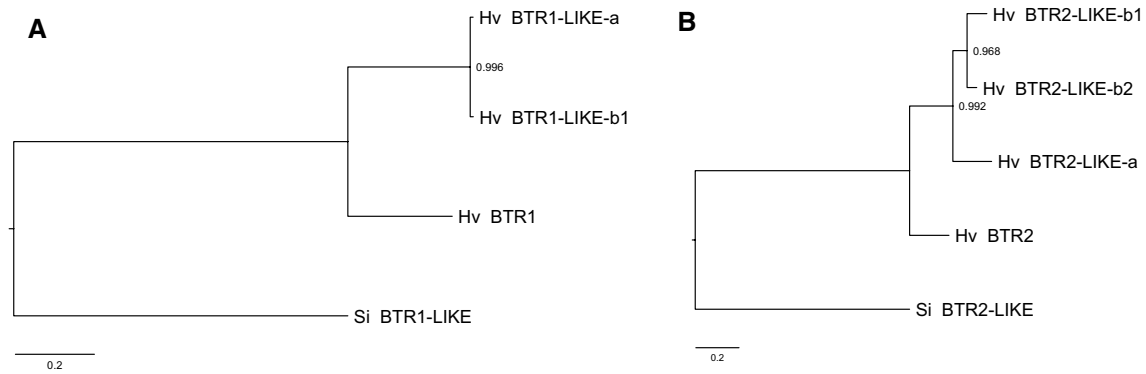 A
Hv BTR1-LIKE-a
0.996
Hv BTR1-LIKE-b1
Hv BTR1
Si BTR1-LIKE
0.2
B
Hv BTR2-LIKE-b1
0.968
Hv BTR2-LIKE-b2
0.992
Hv BTR2-LIKE-a
Hv BTR2
Si BTR2-LIKE
0.2